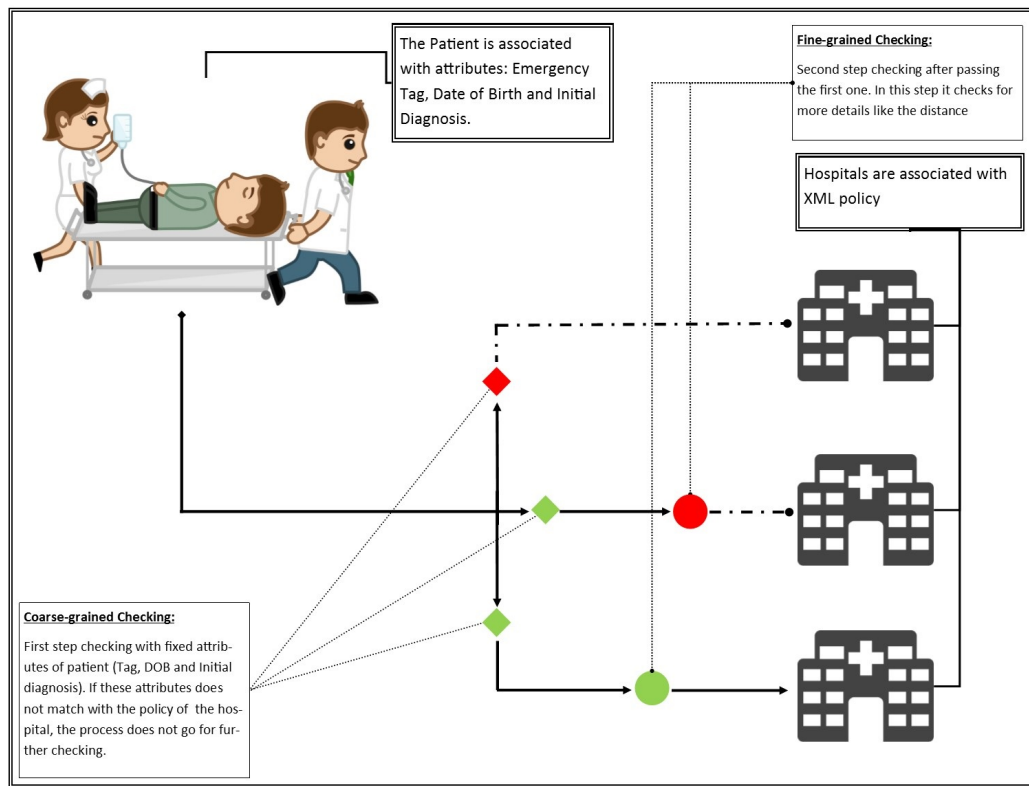 The Patient is associated
with attributes: Emergency
Tag, Date of Birth and Initial
Diagnosis.
Fine-grained Checking:
Second step checking after passing
the first one. In this step it checks for
more details like the distance
Hospitals are associated with
XML policy
Coarse-grained Checking:
First step checking with fixed attrib-
utes of patient (Tag, DOB and Initial
diagnosis). If these attributes does
not match with the policy of the hos-
pital, the process does not go for fur-
ther checking.